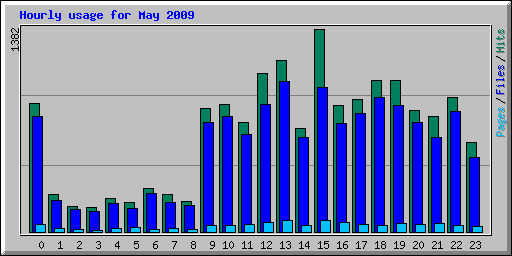 Hourly usage for May 2009
1382
Pages/Files/Hits
0 1 2 3 4 5 6 7 8 9 10 11 12 13 14 15 16 17 18 19 20 21 22 23